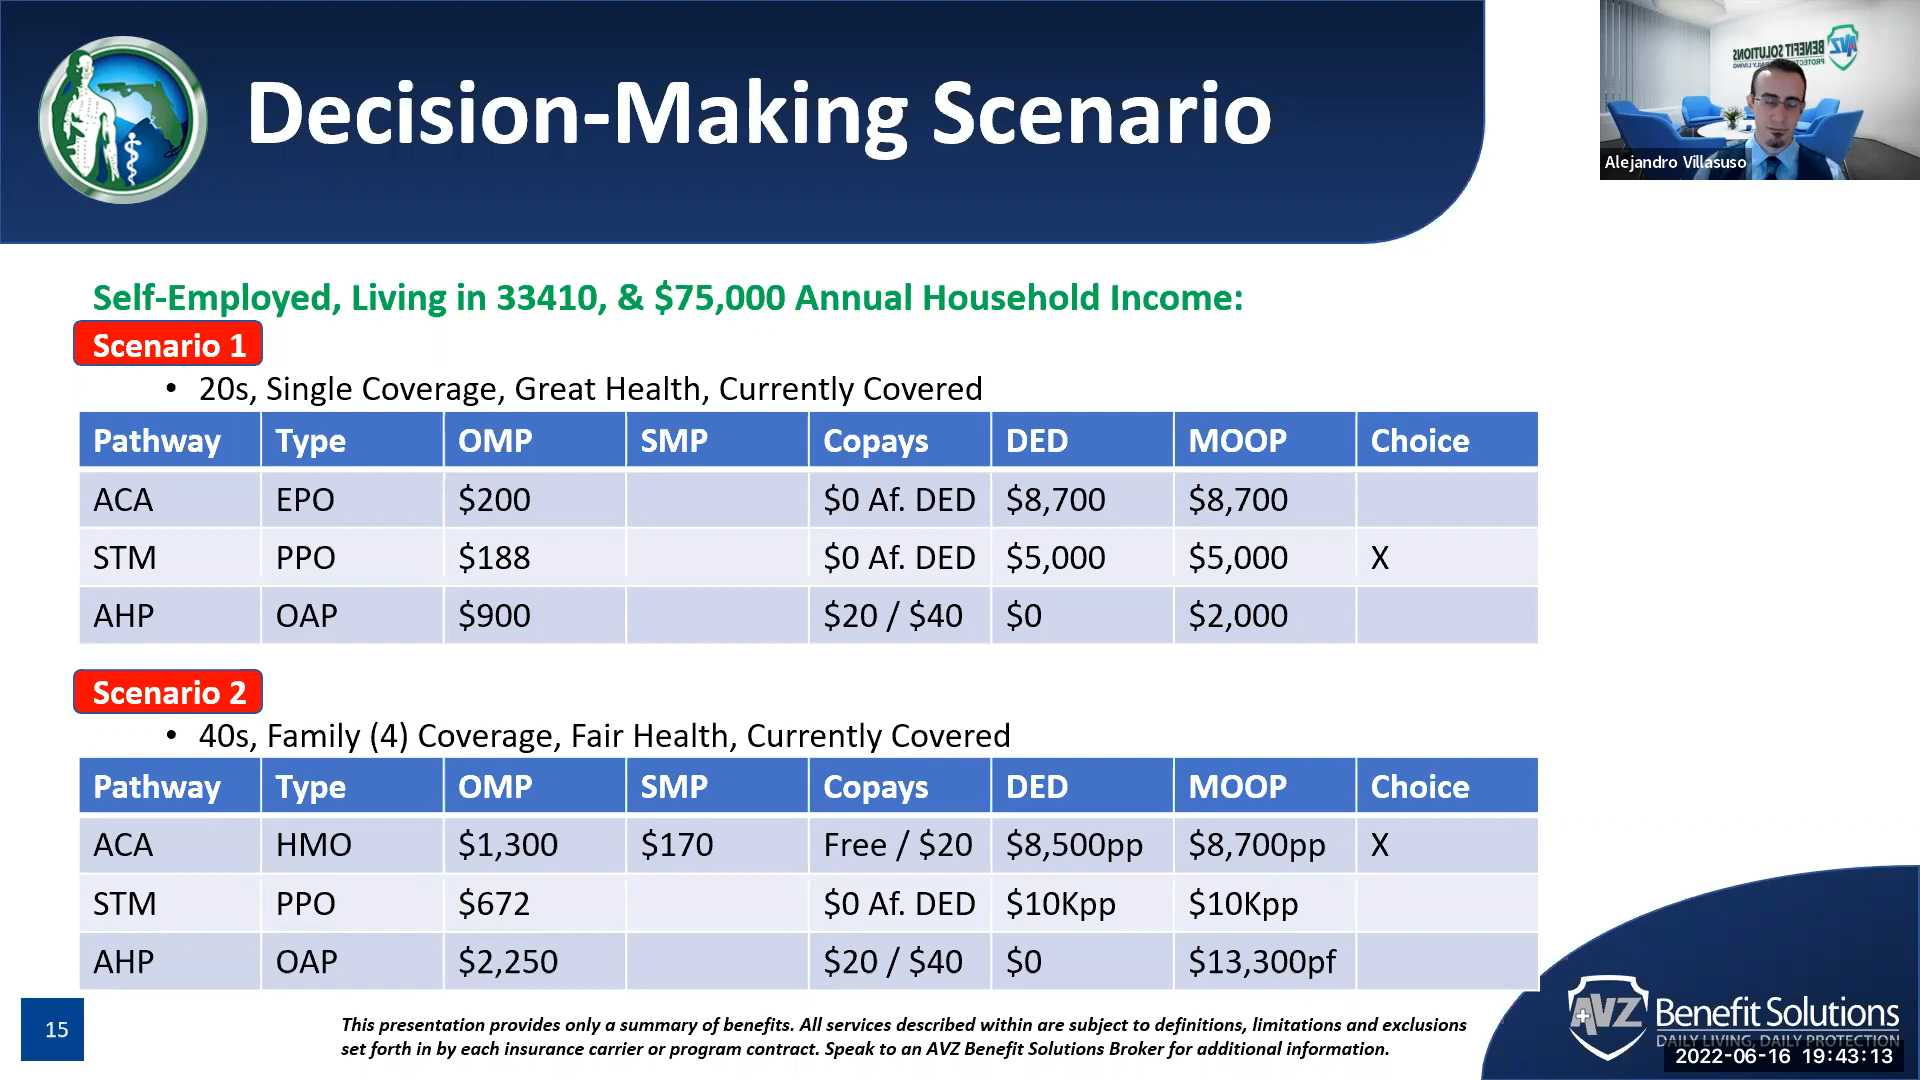 Decision-Making Scenario
BENEFIT SOLUTIONS
Alejandro Villasuso
Self-Employed, Living in 33410, & $75,000 Annual Household Income:
Scenario 1
• 20s, Single Coverage, Great Health, Currently Covered
Pathway Type OMP SMP Copays DED MOOP Choice
ACA EPO $200 $0 Af. DED $8,700 $8,700
STM PPO $188 $0 Af. DED $5,000 $5,000 X
AHP OAP $900 $20 / $40 $0 $2,000
Scenario 2
• 40s, Family (4) Coverage, Fair Health, Currently Covered
Pathway Type OMP SMP Copays DED MOOP Choice
ACA HMO $1,300 $170 Free / $20 $8,500pp $8,700pp X
STM PPO $672 $0 Af. DED $10Kpp $10Kpp
AHP OAP $2,250 $20 / $40 $0 $13,300pf
15
This presentation provides only a summary of benefits. All services described within are subject to definitions, limitations and exclusions
set forth in by each insurance carrier or program contract. Speak to an AVZ Benefit Solutions Broker for additional information.
AVZ Benefit Solutions
DAILY LIVING, DAILY PROTECTION
2022-06-16 19:43:13